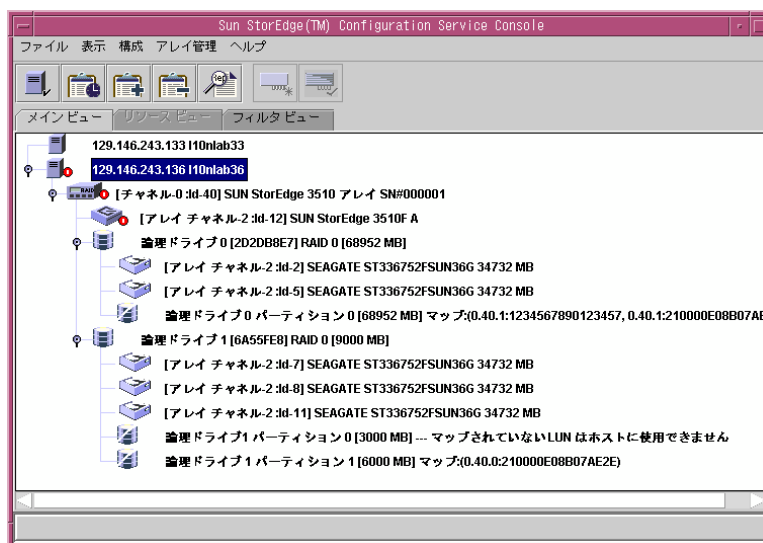 Sun StorEdge(TM) Configuration Service Console
ファイル 表示 構成 アレイ管理 ヘルプ
メインビュー リソース ビュー フィルタビュー
129.146.243.133 l10nlab33
129.146.243.136 l10nlab36
[チャネル-0 :Id-40] SUN StorEdge 3510 アレイ SN#000001
[アレイ チャネル-2 :Id-12] SUN StorEdge 3510F A
論理ドライブ 0 [2D2DB8E7] RAID 0 [68952 MB]
[アレイ チャネル-2 :Id-2] SEAGATE ST336752FSUN36G 34732 MB
[アレイ チャネル-2 :Id-5] SEAGATE ST336752FSUN36G 34732 MB
論理ドライブ 0 パーティション 0 [68952 MB] マップ:(0.40.1:1234567890123457, 0.40.1:210000E08B07AE
論理ドライブ 1 [6A55FE8] RAID 0 [9000 MB]
[アレイ チャネル-2 :Id-7] SEAGATE ST336752FSUN36G 34732 MB
[アレイ チャネル-2 :Id-8] SEAGATE ST336752FSUN36G 34732 MB
[アレイ チャネル-2 :Id-11] SEAGATE ST336752FSUN36G 34732 MB
論理ドライブ1 パーティション 0 [3000 MB] --- マップされていないLUN はホストに使用できません
論理ドライブ 1 パーティション 1 [6000 MB] マップ:(0.40.0:210000E08B07AE2E)